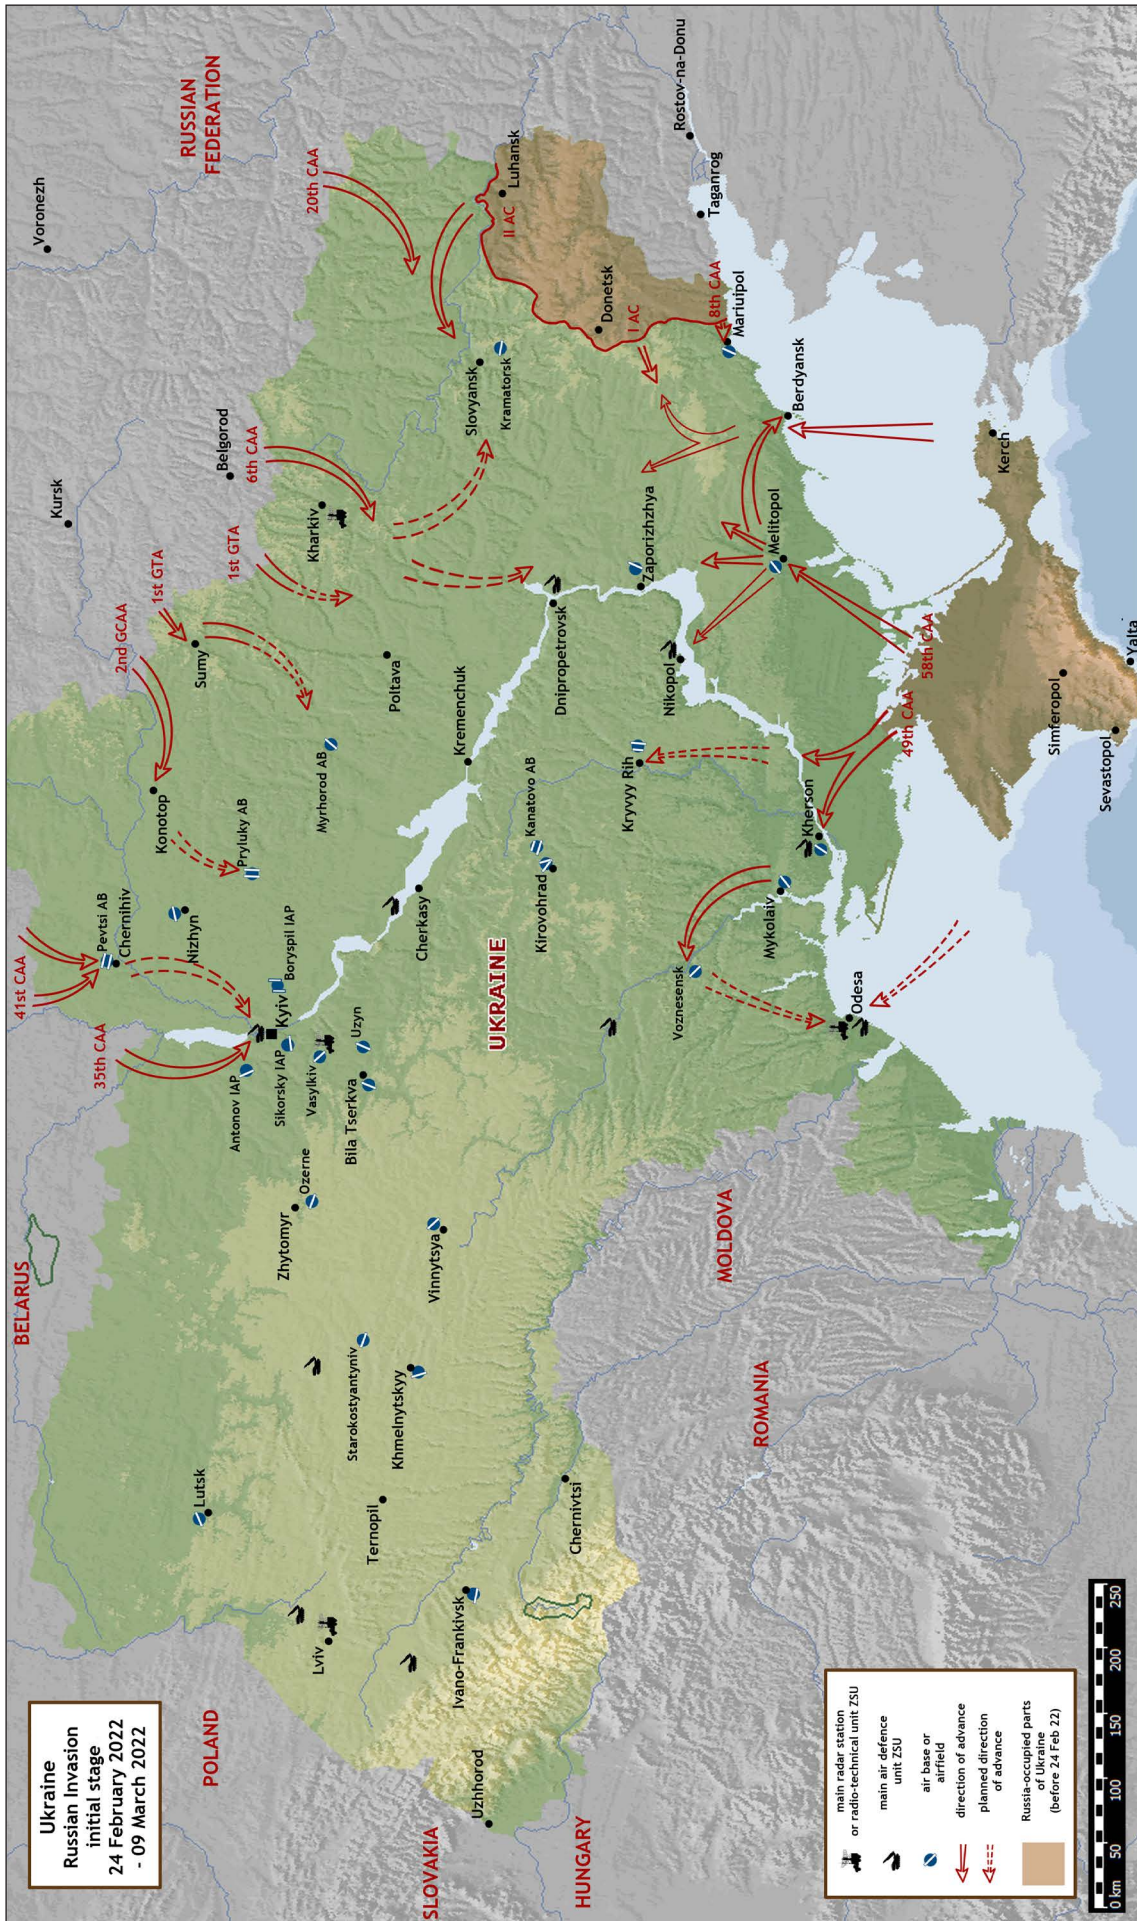 Ukraine
Russian Invasion
initial stage
24 February 2022
- 09 March 2022
POLAND
SLOVAKIA
HUNGARY
BELARUS
ROMANIA
MOLDOVA
UKRAINE
RUSSIAN
FEDERATION
Voronezh
Kursk
Belgorod
Rostov-na-Donu
Taganrog
41st CAA
35th CAA
2nd GCAA
1st GTA
1st GTA
6th CAA
20th CAA
II AC
I AC
8th CAA
58th CAA
49th CAA
Pevtsi AB
Chernihiv
Konotop
Sumy
Nizhyn
Pryluky AB
Myrhorod AB
Kharkiv
Poltava
Kremenchuk
Boryspil IAP
Kyiv
Antonov IAP
Sikorsky IAP
Vasylkiv
Uzyn
Bila Tserkva
Cherkasy
Ozerne
Zhytomyr
Vinnytsya
Starokostyantyniv
Khmelnytskyy
Lutsk
Ternopil
Lviv
Ivano-Frankivsk
Chernivtsi
Uzhhorod
Slovyansk
Kramatorsk
Luhansk
Donetsk
Mariuipol
Berdyansk
Melitopol
Zaporizhzhya
Dnipropetrovsk
Nikopol
Kryvyy Rih
Kanatovo AB
Kirovohrad
Voznesensk
Mykolaiv
Kherson
Odesa
Kerch
Simferopol
Sevastopol
Yalta
main radar station
or radio-technical unit ZSU
main air defence
unit ZSU
air base or
airfield
direction of advance
planned direction
of advance
Russia-occupied parts
of Ukraine
(before 24 Feb 22)
0 km 50 100 150 200 250